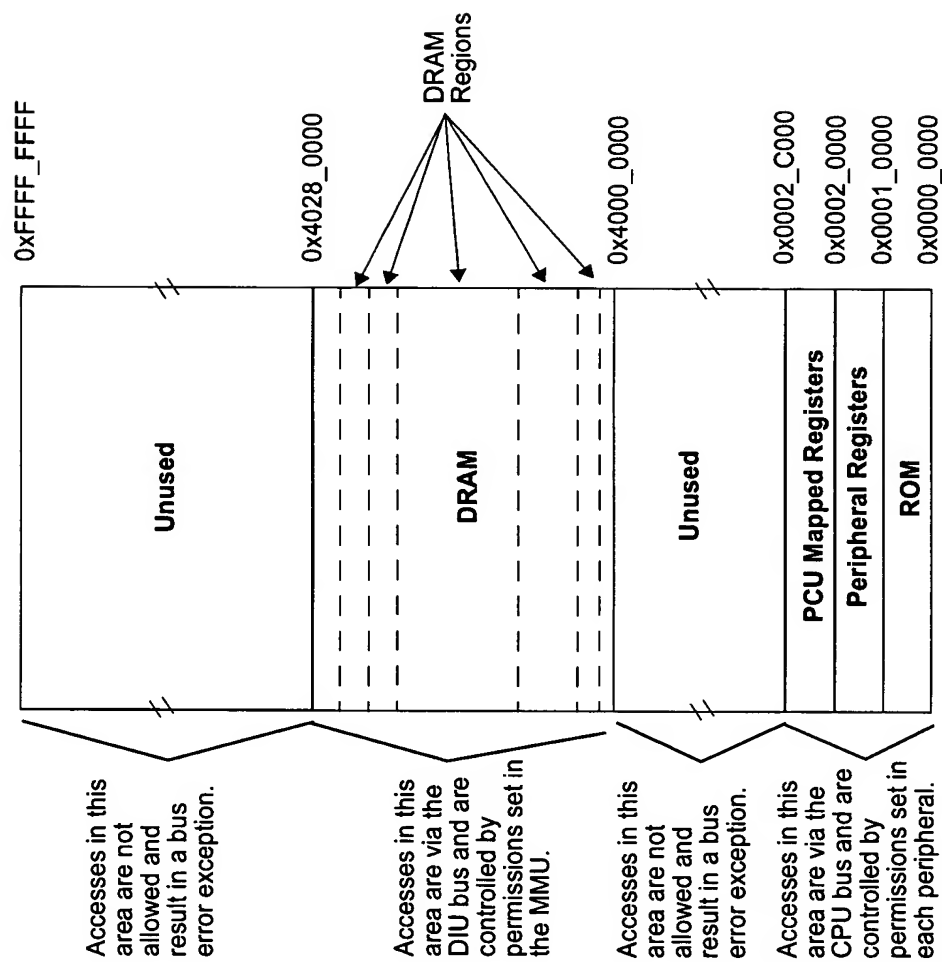 Accesses in this
area are not
allowed and
result in a bus
error exception.
Accesses in this
area are via the
DIU bus and are
controlled by
permissions set in
the MMU.
Accesses in this
area are not
allowed and
result in a bus
error exception.
Accesses in this
area are via the
CPU bus and are
controlled by
permissions set in
each peripheral.
Unused
DRAM
Unused
PCU Mapped Registers
Peripheral Registers
ROM
0xFFFF_FFFF
0x4028_0000
DRAM
Regions
0x4000_0000
0x0002_C000
0x0002_0000
0x0001_0000
0x0000_0000